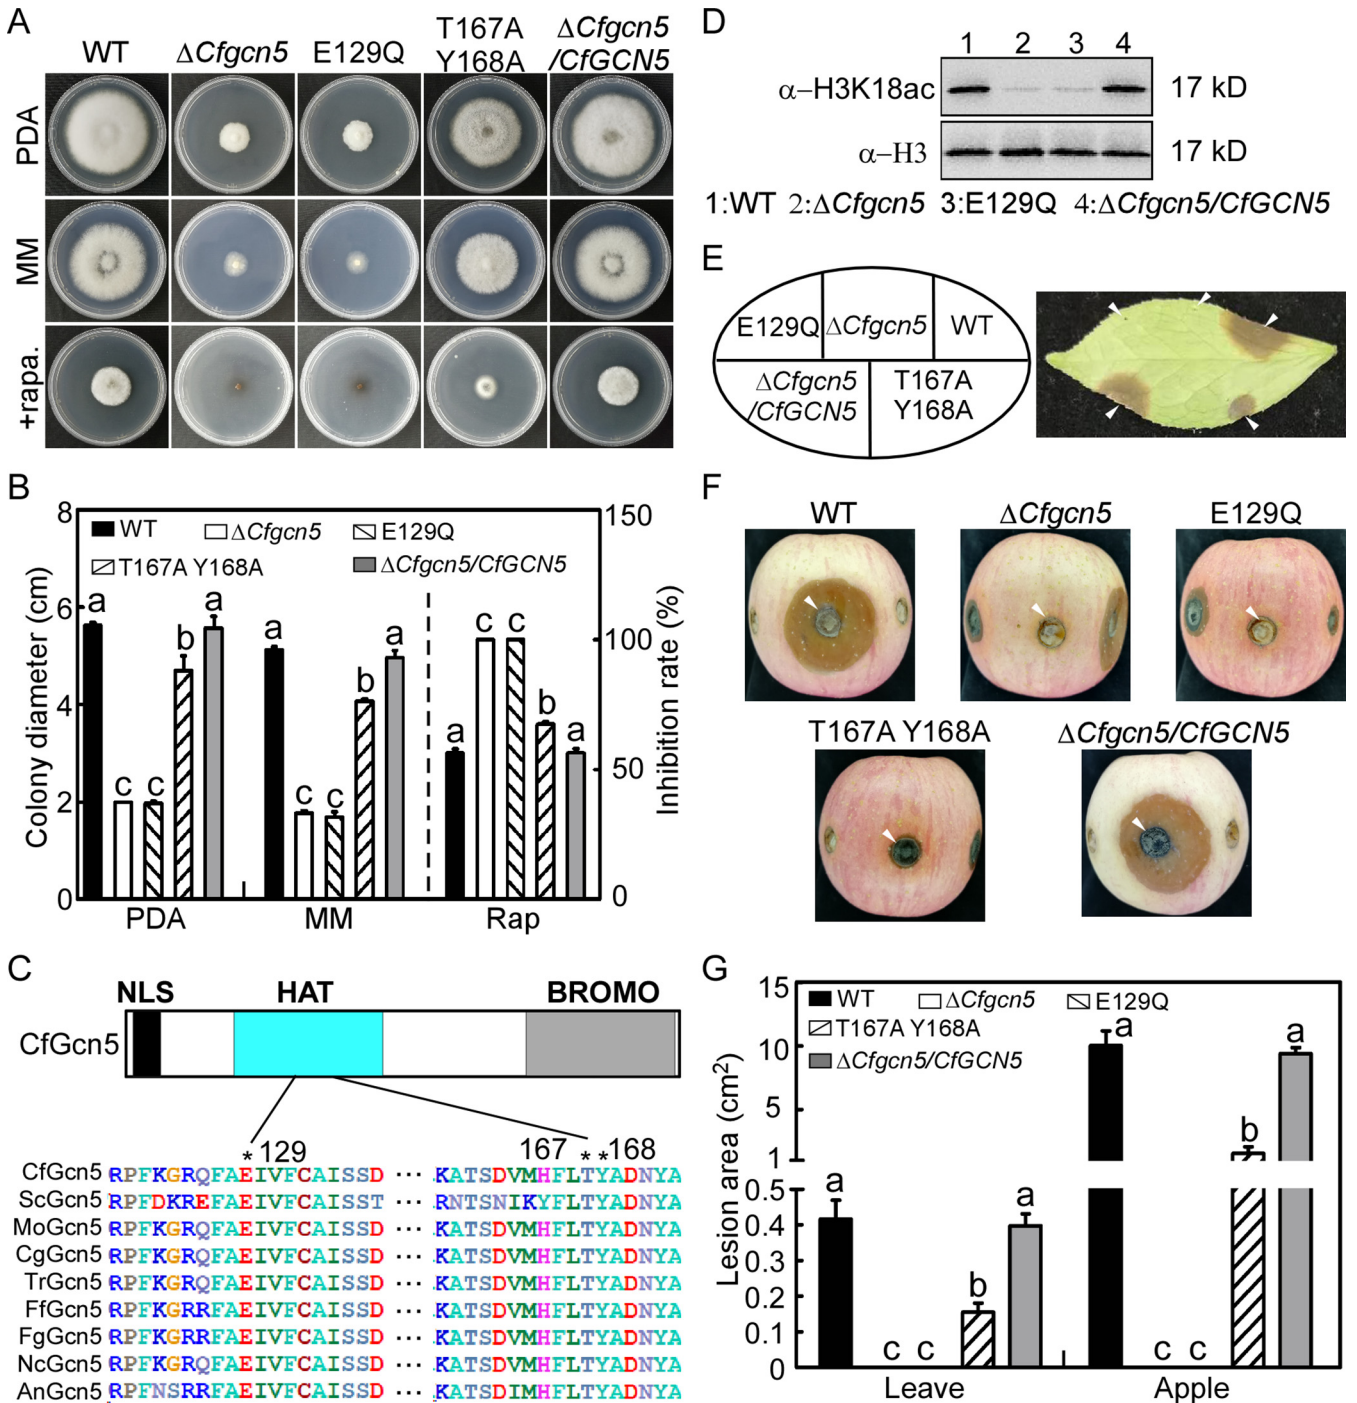 A
WT
ΔCfgcn5
E129Q
T167A
Y168A
ΔCfgcn5
/CfGCN5
PDA
MM
+rapa.
B
Colony diameter (cm)
8
6
4
2
0
WT
ΔCfgcn5
E129Q
T167A Y168A
ΔCfgcn5/CfGCN5
a
c
c
b
a
a
c
c
b
a
a
c
c
b
a
150
100
50
0
Inhibition rate (%)
PDA
MM
Rap
C
NLS
HAT
BROMO
CfGcn5
* 129
167 * * 168
CfGcn5 RPFKGRQFAEIVFCAISSD ··· KATSDVMHFLTYADNYA
ScGcn5 RPFDKREFAEIVFCAISST ··· RNTSNIKYFLTYADNYA
MoGcn5 RPFKGRQFAEIVFCAISSD ··· KATSDVMHFLTYADNYA
CgGcn5 RPFKGRQFAEIVFCAISSD ··· KATSDVMHFLTYADNYA
TrGcn5 RPFKGRQFAEIVFCAISSD ··· KATSDVMHFLTYADNYA
FfGcn5 RPFKGRRFAEIVFCAISSD ··· KATSDVMHFLTYADNYA
FgGcn5 RPFKGRRFAEIVFCAISSD ··· KATSDVMHFLTYADNYA
NcGcn5 RPFKGRQFAEIVFCAISSD ··· KATSDVMHFLTYADNYA
AnGcn5 RPFNSRRFAEIVFCAISSD ··· KATSDIMHFLTYADNYA
D
1 2 3 4
α–H3K18ac
17 kD
α–H3
17 kD
1:WT 2:ΔCfgcn5 3:E129Q 4:ΔCfgcn5/CfGCN5
E
E129Q
ΔCfgcn5
WT
ΔCfgcn5
/CfGCN5
T167A
Y168A
F
WT
ΔCfgcn5
E129Q
T167A Y168A
ΔCfgcn5/CfGCN5
G
Lesion area (cm2)
15
10
5
1
0.5
0.4
0.3
0.2
0.1
0
WT
ΔCfgcn5
E129Q
T167A Y168A
ΔCfgcn5/CfGCN5
a
c
c
b
a
a
c
c
b
a
Leave
Apple